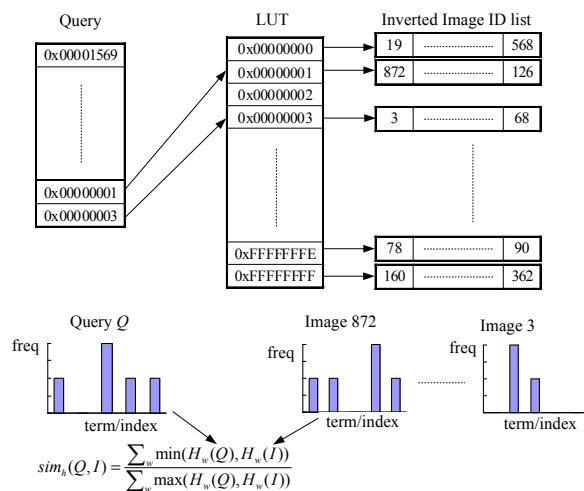 Query LUT Inverted Image ID list
0x00001569
0x00000000
0x00000001
0x00000002
0x00000003
19 568
872 126
3 68
0x00000001
0x00000003
0xFFFFFFFE
0xFFFFFFFF
78 90
160 362
Query Q
Image 872
Image 3
freq
freq
freq
term/index
term/index
term/index
sim_h(Q,I) = ∑_w min(H_w(Q),H_w(I)) / ∑_w max(H_w(Q),H_w(I))